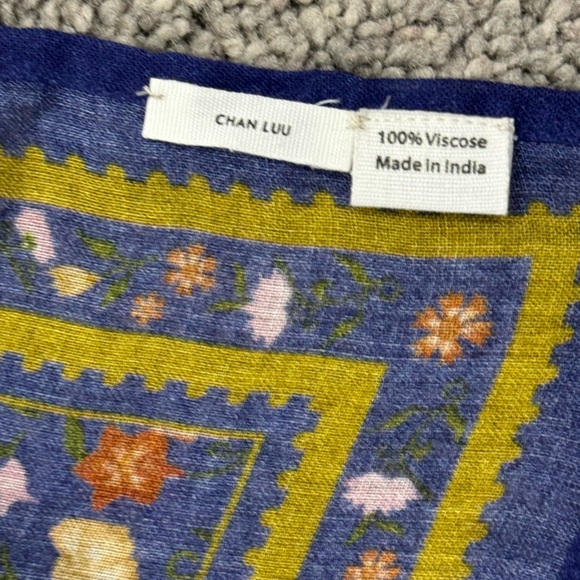 CHAN LUU
100% Viscose
Made in India